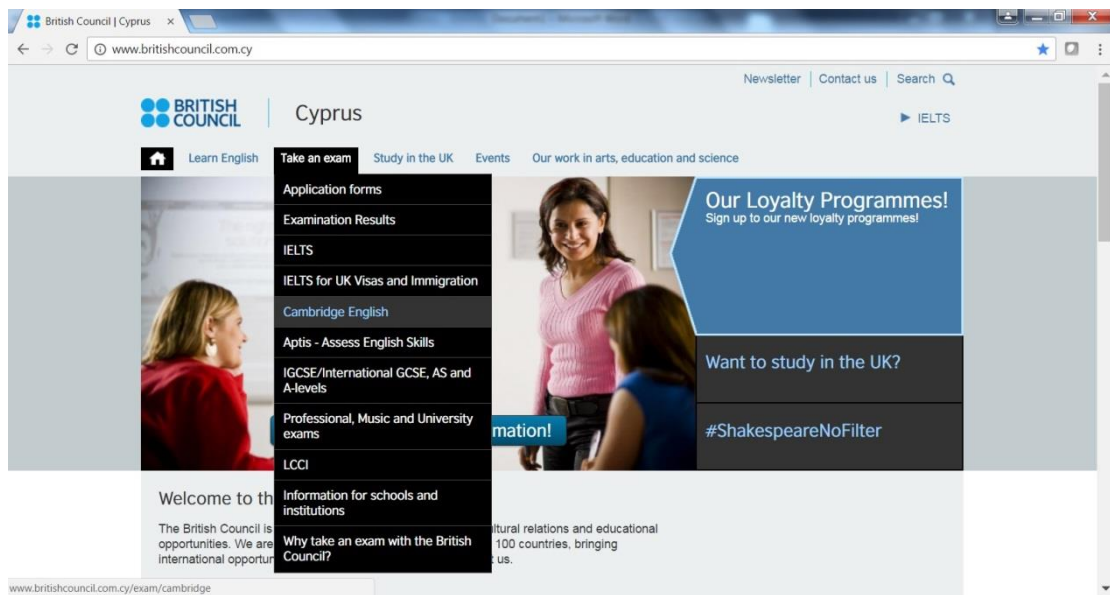 British Council | Cyprus
www.britishcouncil.com.cy
Newsletter | Contact us | Search
BRITISH
COUNCIL
Cyprus
IELTS
Learn English Take an exam Study in the UK Events Our work in arts, education and science
Application forms
Examination Results
IELTS
IELTS for UK Visas and Immigration
Cambridge English
Aptis - Assess English Skills
IGCSE/International GCSE, AS and
A-levels
Professional, Music and University
exams
LCCI
Information for schools and
institutions
Why take an exam with the British
Council?
mation!
Our Loyalty Programmes!
Sign up to our new loyalty programmes!
Want to study in the UK?
#ShakespeareNoFilter
Welcome to th
The British Council is ltural relations and educational
opportunities. We are 100 countries, bringing
international opportun t us.
www.britishcouncil.com.cy/exam/cambridge